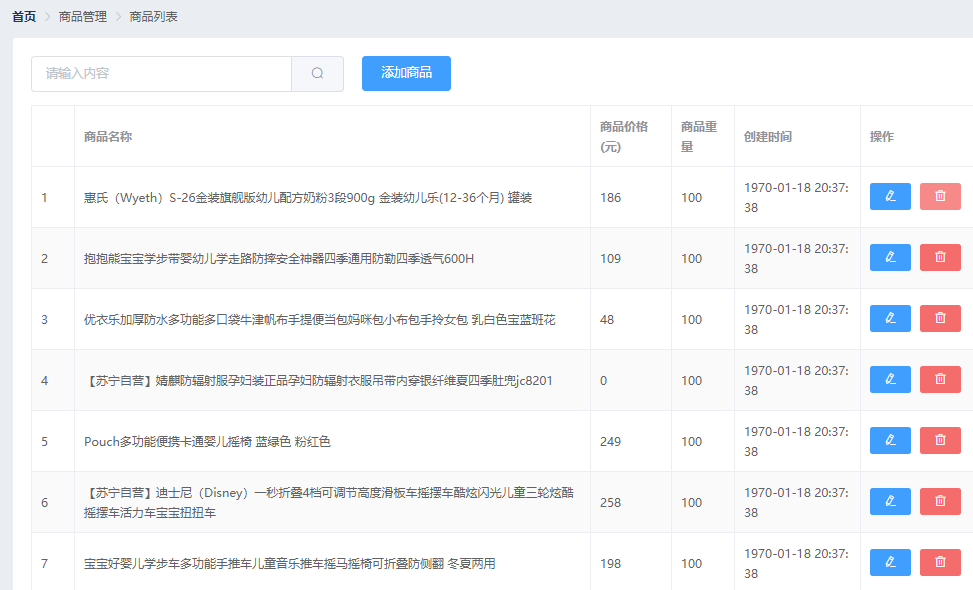 首页 > 商品管理 > 商品列表
请输入内容
添加商品
商品名称
商品价格
(元)
商品重
量
创建时间
操作
1
惠氏（Wyeth）S-26金装旗舰版幼儿配方奶粉3段900g 金装幼儿乐(12-36个月) 罐装
186
100
1970-01-18 20:37:
38
2
抱抱熊宝宝学步带婴幼儿学走路防摔安全神器四季通用防勒四季透气600H
109
100
1970-01-18 20:37:
38
3
优衣乐加厚防水多功能多口袋牛津帆布手提便当包妈咪包小布包手拎女包 乳白色宝蓝班花
48
100
1970-01-18 20:37:
38
4
【苏宁自营】婧麒防辐射服孕妇装正品孕妇防辐射衣服吊带内穿银纤维夏四季肚兜jc8201
0
100
1970-01-18 20:37:
38
5
Pouch多功能便携卡通婴儿摇椅 蓝绿色 粉红色
249
100
1970-01-18 20:37:
38
6
【苏宁自营】迪士尼（Disney）一秒折叠4档可调节高度滑板车摇摆车酷炫闪光儿童三轮炫酷
摇摆车活力车宝宝扭扭车
258
100
1970-01-18 20:37:
38
7
宝宝好婴儿学步车多功能手推车儿童音乐推车摇马摇椅可折叠防侧翻 冬夏两用
198
100
1970-01-18 20:37:
38